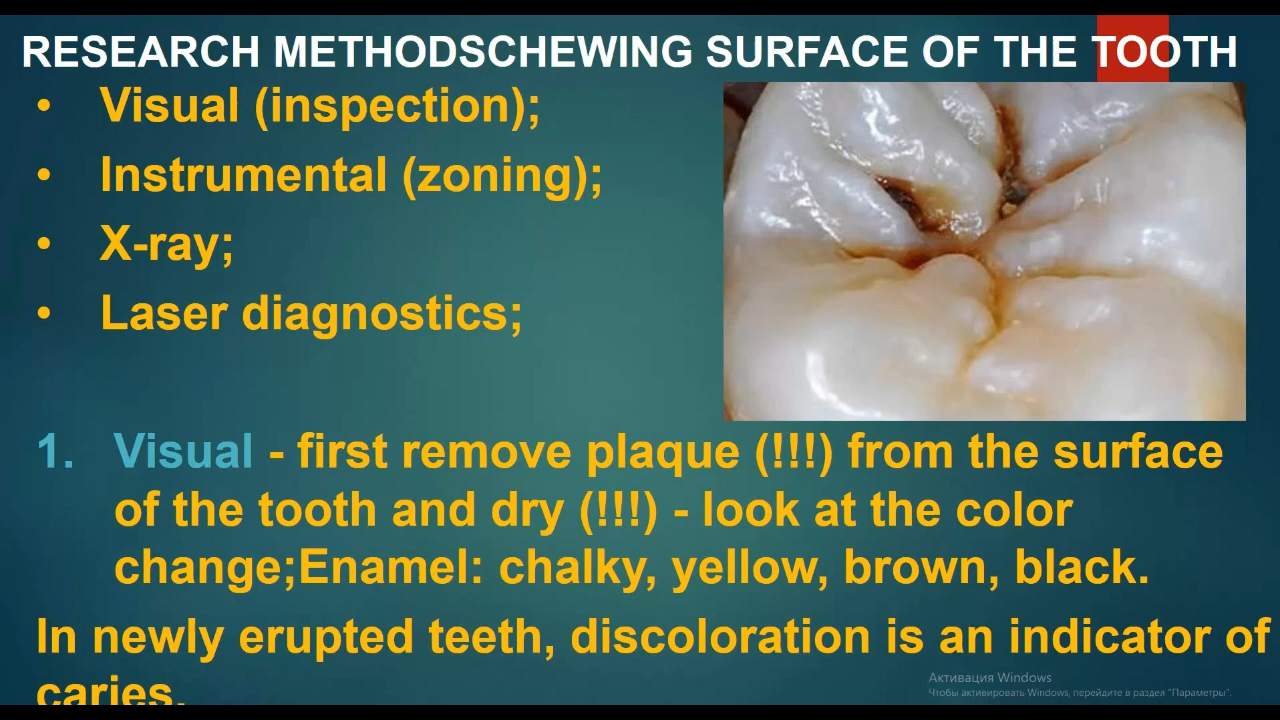 RESEARCH METHODSCHEWING SURFACE OF THE TOOTH
• Visual (inspection);
• Instrumental (zoning);
• X-ray;
• Laser diagnostics;
1. Visual - first remove plaque (!!!) from the surface
of the tooth and dry (!!!) - look at the color
change;Enamel: chalky, yellow, brown, black.
In newly erupted teeth, discoloration is an indicator of
caries.
Активация Windows
Чтобы активировать Windows, перейдите в раздел "Параметры".